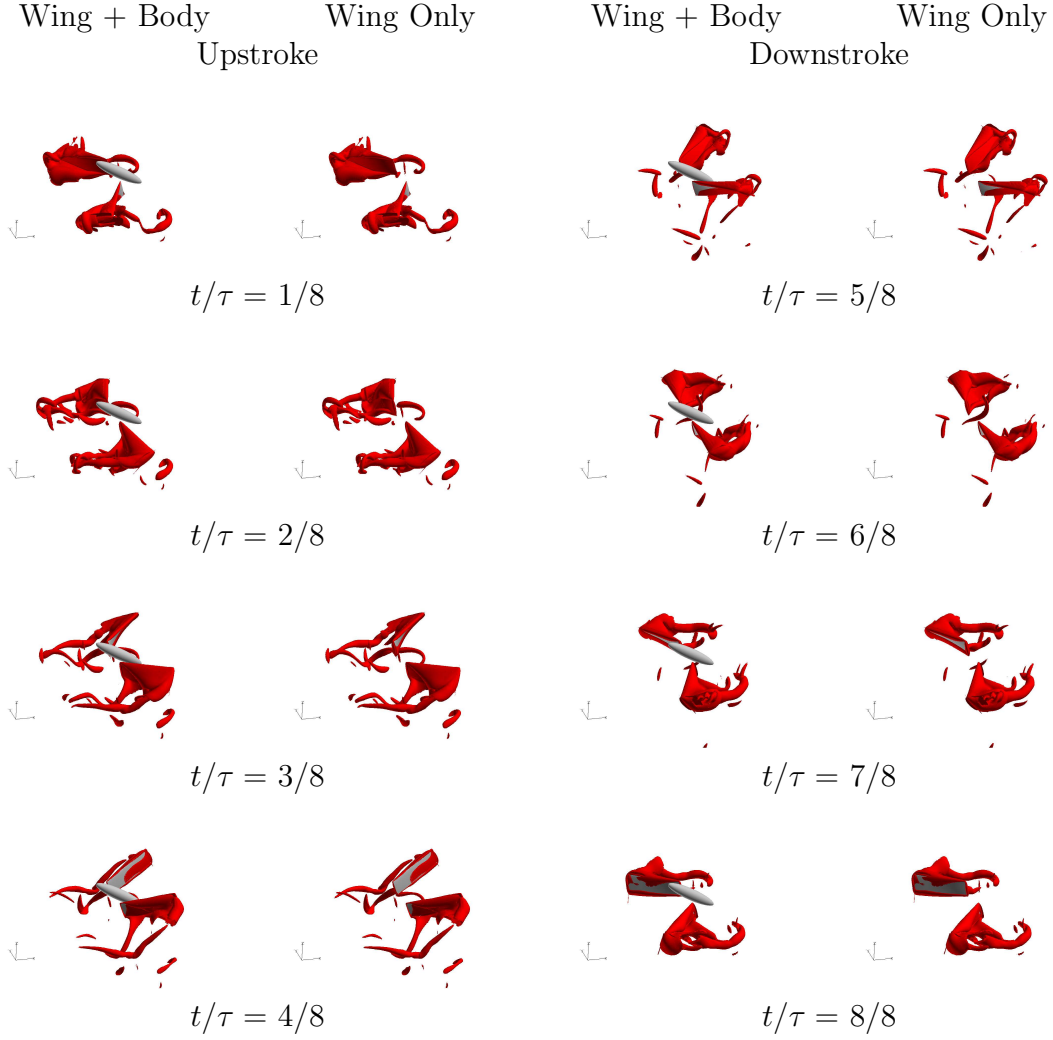 Wing + Body Wing Only Wing + Body Wing Only
Upstroke Downstroke
t/τ = 1/8 t/τ = 5/8
t/τ = 2/8 t/τ = 6/8
t/τ = 3/8 t/τ = 7/8
t/τ = 4/8 t/τ = 8/8